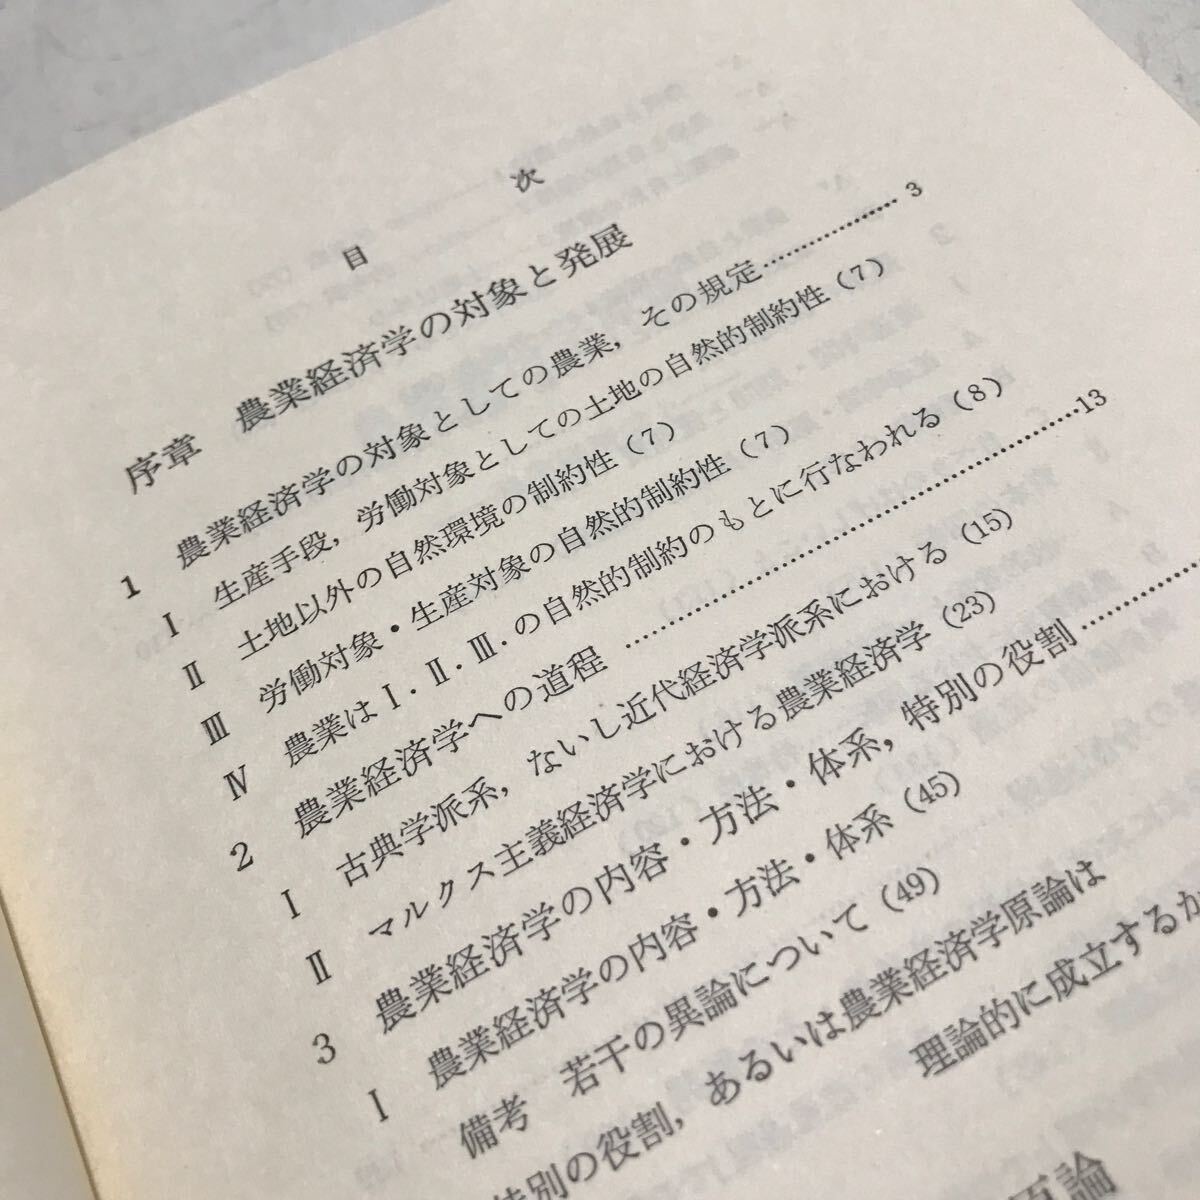 目 次
序章 農業経済学の対象と発展
1 農業経済学の対象としての農業，その規定……………… 3
I 生産手段，労働対象としての土地の自然的制約性 (7)
II 土地以外の自然環境の制約性 (7)
III 労働対象・生産対象の自然的制約性 (7)
IV 農業はI．II．III．の自然的制約のもとに行なわれる (8)
2 農業経済学への道程 ………………………………13
I 古典学派系，ないし近代経済学派系における (15)
II マルクス主義経済学における農業経済学 (23)
3 農業経済学の内容・方法・体系，特別の役割…………
I 農業経済学の内容・方法・体系 (45)
備考 若干の異論について (49)
特別の役割，あるいは農業経済学原論は
理論的に成立するか
原論